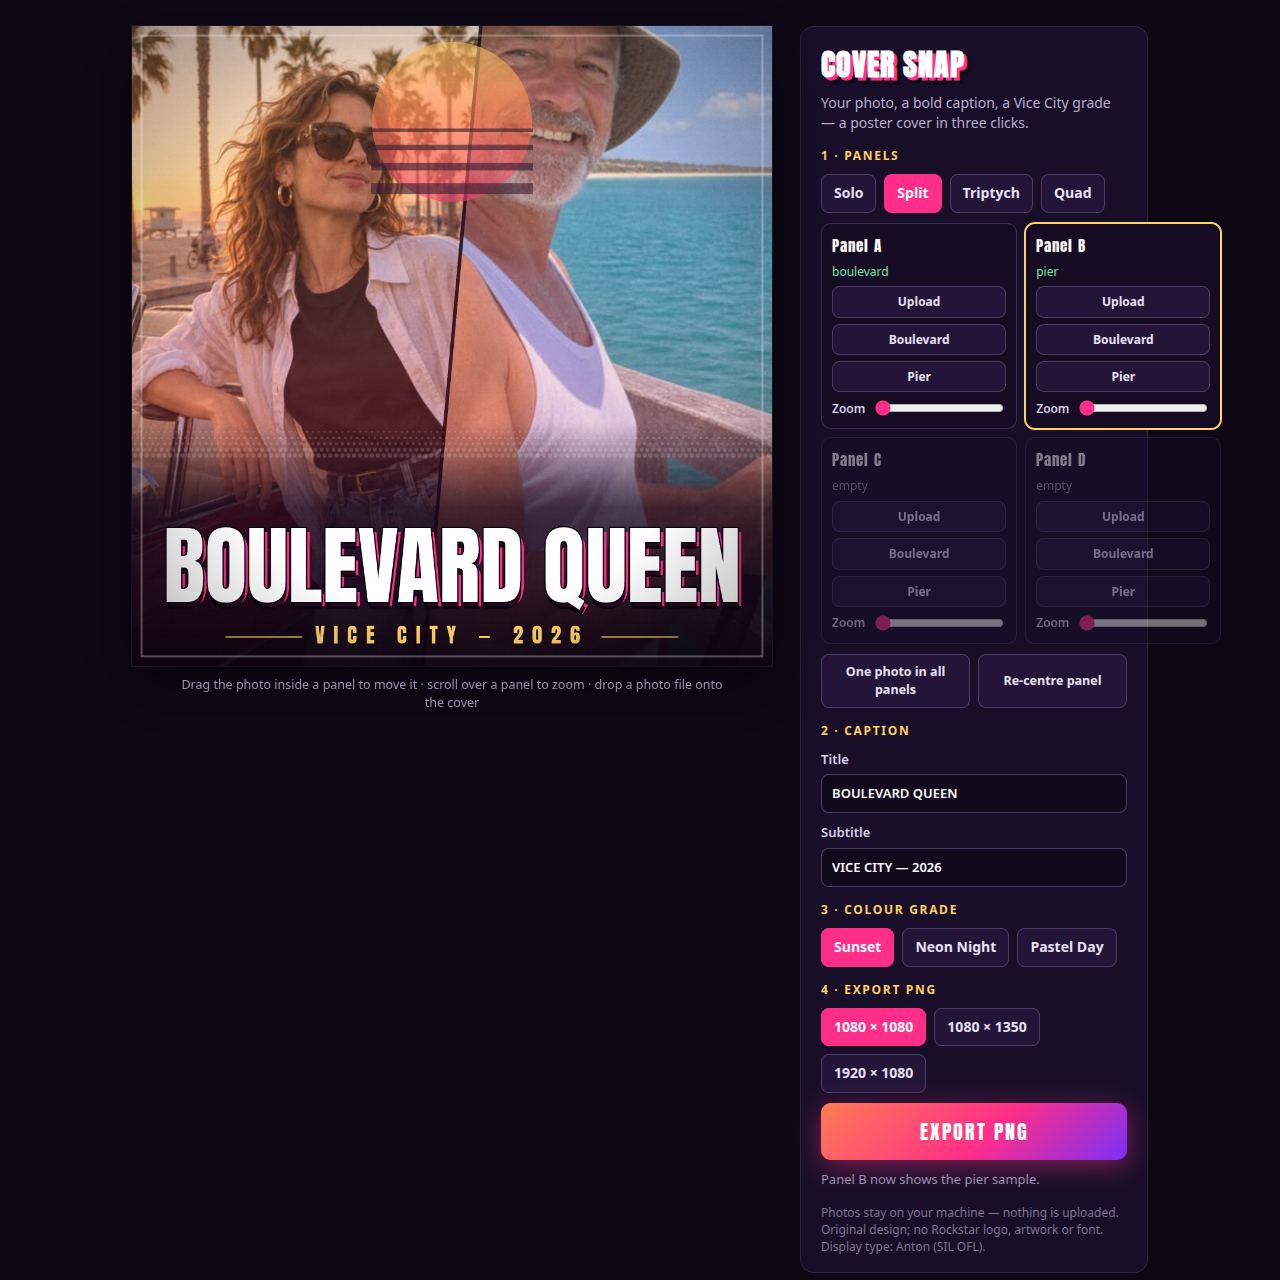 BOULEVARD QUEEN
VICE CITY — 2026
Drag the photo inside a panel to move it · scroll over a panel to zoom · drop a photo file onto
the cover
COVER SNAP
Your photo, a bold caption, a Vice City grade
— a poster cover in three clicks.
1 · PANELS
Solo
Split
Triptych
Quad
Panel A
boulevard
Upload
Boulevard
Pier
Zoom
Panel B
pier
Upload
Boulevard
Pier
Zoom
Panel C
empty
Upload
Boulevard
Pier
Zoom
Panel D
empty
Upload
Boulevard
Pier
Zoom
One photo in all
panels
Re-centre panel
2 · CAPTION
Title
BOULEVARD QUEEN
Subtitle
VICE CITY — 2026
3 · COLOUR GRADE
Sunset
Neon Night
Pastel Day
4 · EXPORT PNG
1080 × 1080
1080 × 1350
1920 × 1080
EXPORT PNG
Panel B now shows the pier sample.
Photos stay on your machine — nothing is uploaded.
Original design; no Rockstar logo, artwork or font.
Display type: Anton (SIL OFL).